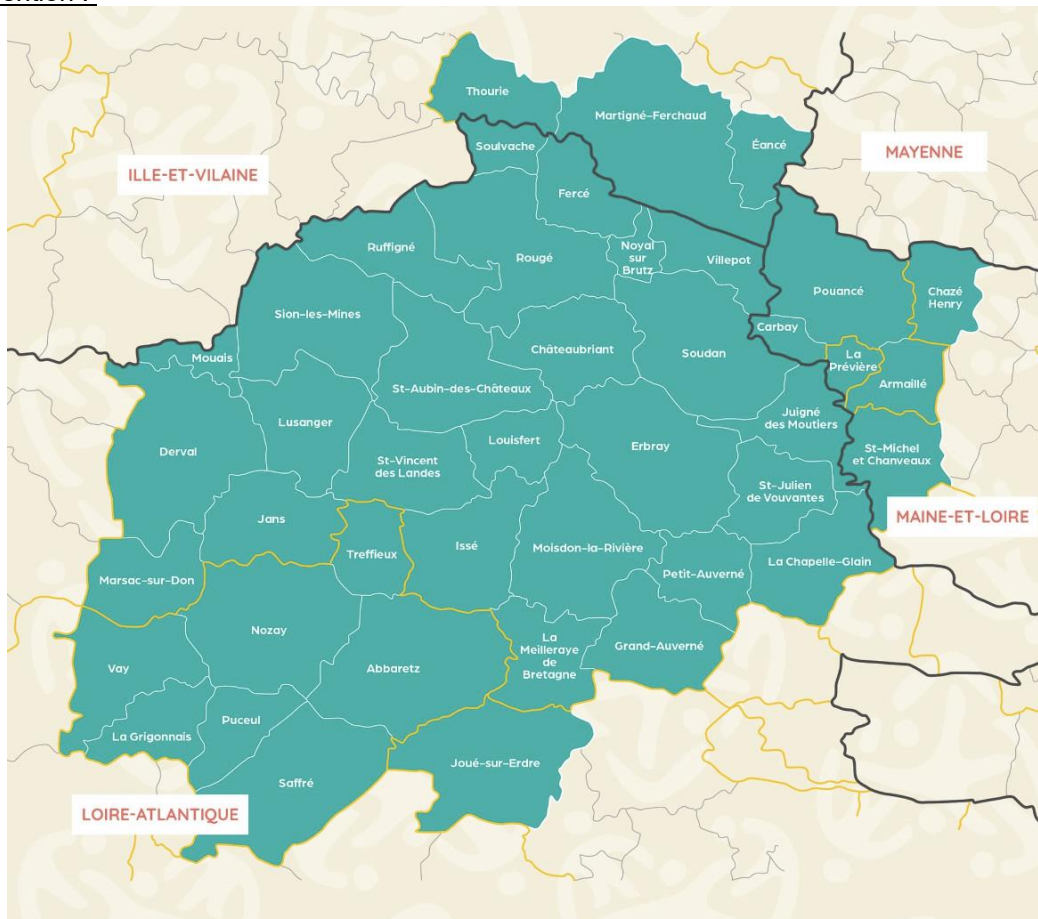 Thourie
Martigné-Ferchaud
Éancé
Soulvache
MAYENNE
ILLE-ET-VILAINE
Fercé
Ruffigné
Rougé
Noyal
sur
Brutz
Villepot
Pouancé
Chazé
Henry
Sion-les-Mines
Carbay
Mouais
Châteaubriant
Soudan
La
Prévière
Armaillé
St-Aubin-des-Châteaux
Lusanger
Louisfert
Juigné
des Moutiers
Derval
Erbray
St-Vincent
des Landes
St-Michel
et Chanveaux
St-Julien
de Vouvantes
Jans
Treffieux
Issé
Moisdon-la-Rivière
MAINE-ET-LOIRE
La Chapelle-Glain
Marsac-sur-Don
Petit-Auverné
Nozay
La
Meilleraye
de
Bretagne
Grand-Auverné
Vay
Abbaretz
Puceul
La Grigonnais
Joué-sur-Erdre
Saffré
LOIRE-ATLANTIQUE